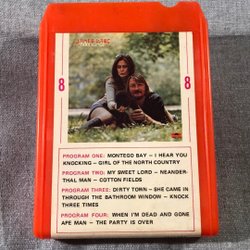 8
8
PROGRAM ONE: MONTEGO BAY – I HEAR YOU
KNOCKING – GIRL OF THE NORTH COUNTRY
PROGRAM TWO: MY SWEET LORD – NEANDER-
THAL MAN – COTTON FIELDS
PROGRAM THREE: DIRTY TOWN – SHE CAME IN
THROUGH THE BATHROOM WINDOW – KNOCK
THREE TIMES
PROGRAM FOUR: WHEN I'M DEAD AND GONE
APE MAN – THE PARTY IS OVER